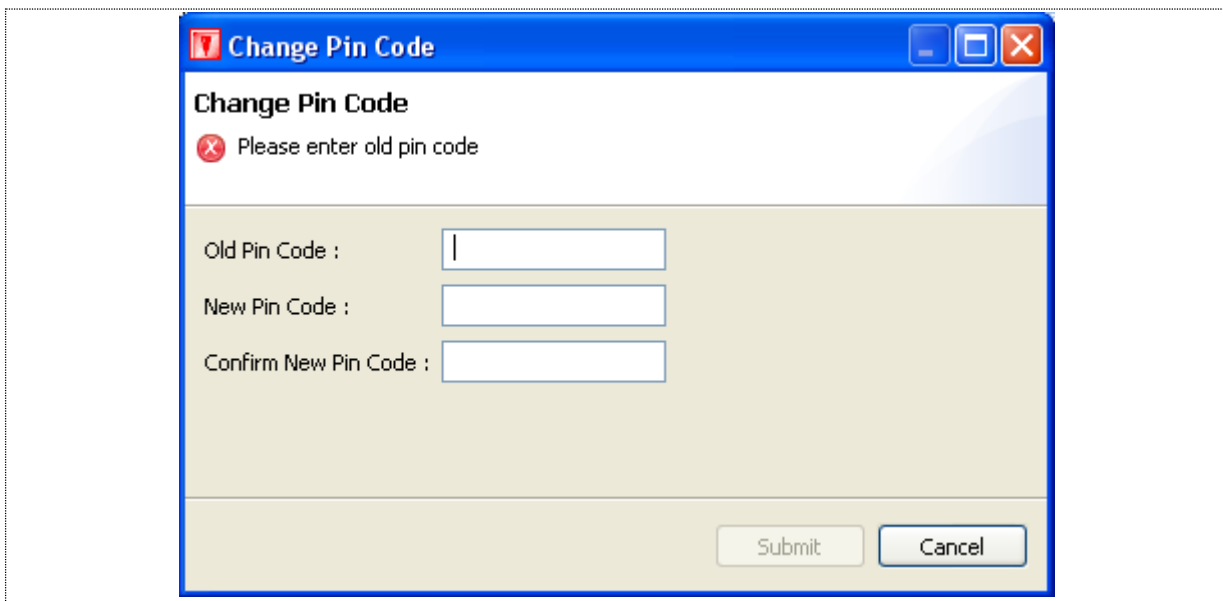 Change Pin Code
Change Pin Code
Please enter old pin code
Old Pin Code :
New Pin Code :
Confirm New Pin Code :
Submit Cancel